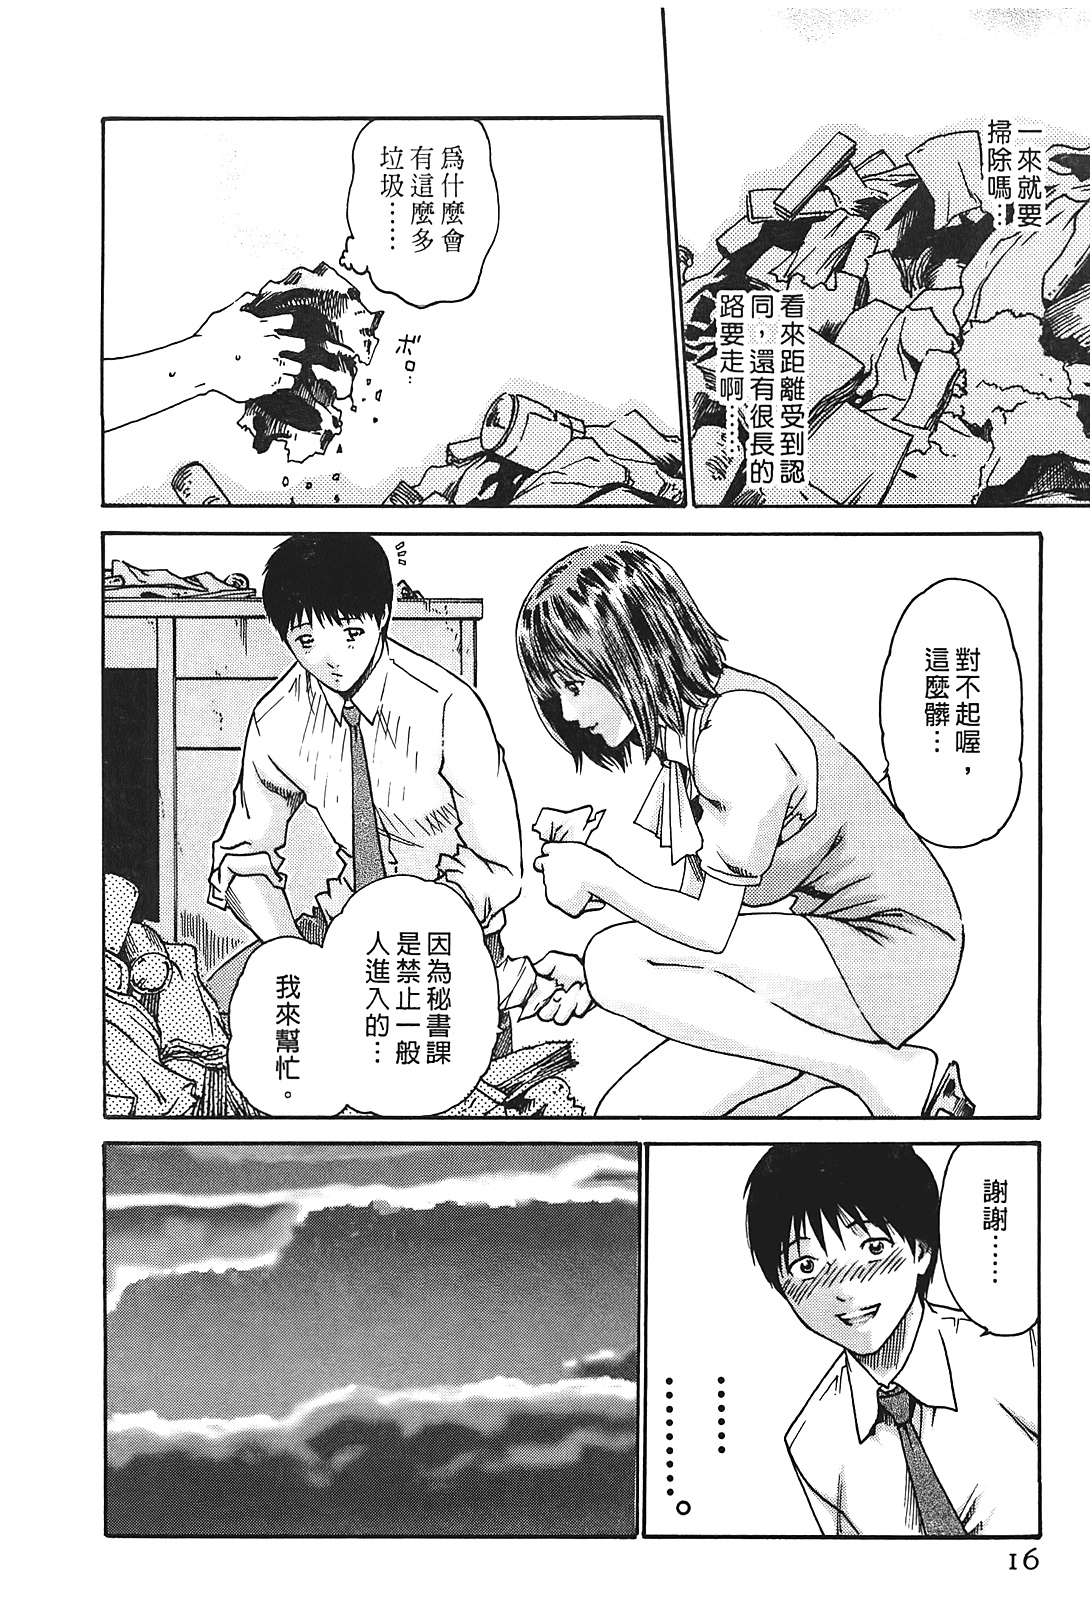 一來就要
掃除嗎…
看來距離受到認
同，還有很長的
路要走啊……
為什麼會
有這麼多
垃圾……
ボロ…
對不起喔，
這麼髒…
因為秘書課
是禁止一般
人進入的…
我來幫忙。
謝謝……
……
………。
16